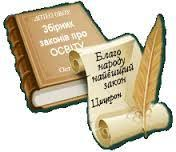 Збірник
законів про
ОСВІТУ
Благо
народу
найвищий
закон
Цицерон